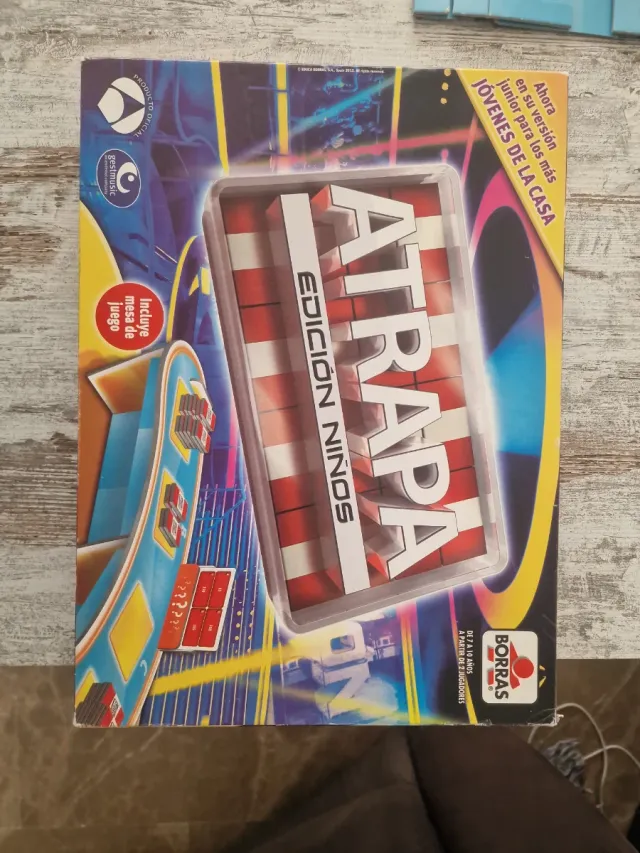 PRODUCTO OFICIAL
gestmusic
Ahora
en su versión
junior para los más
JÓVENES DE LA CASA
ATRAPA
EDICIÓN NIÑOS
Incluye
mesa de
juego
BORRAS
DE 7 A 10 AÑOS
A PARTIR DE 2 JUGADORES